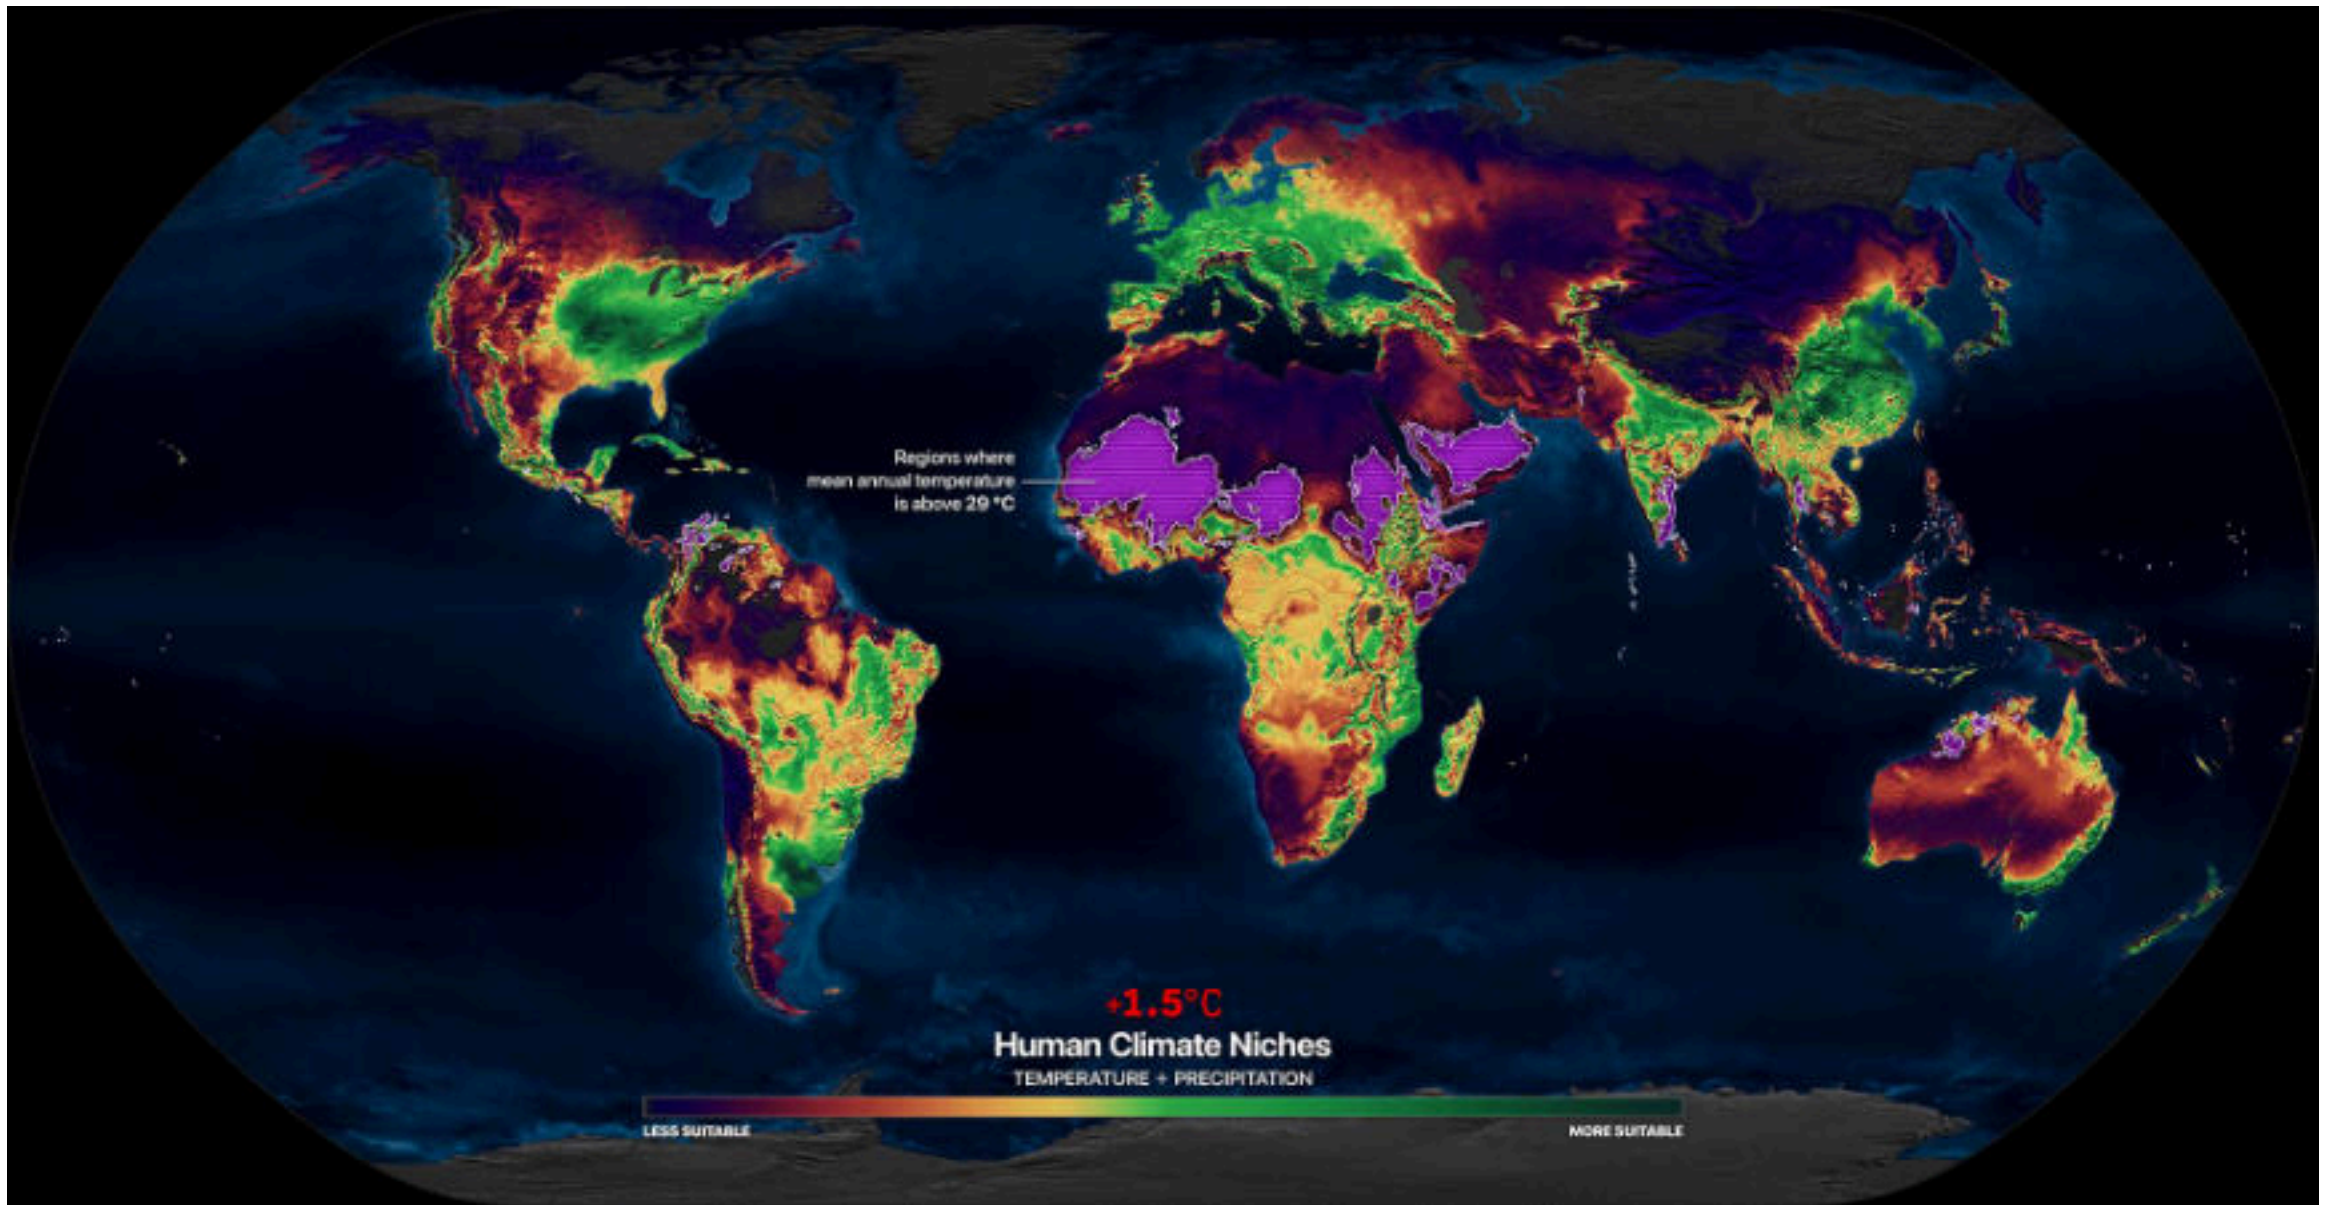 Regions where
mean annual temperature
is above 29 °C
+1.5°C
Human Climate Niches
TEMPERATURE + PRECIPITATION
LESS SUITABLE
MORE SUITABLE